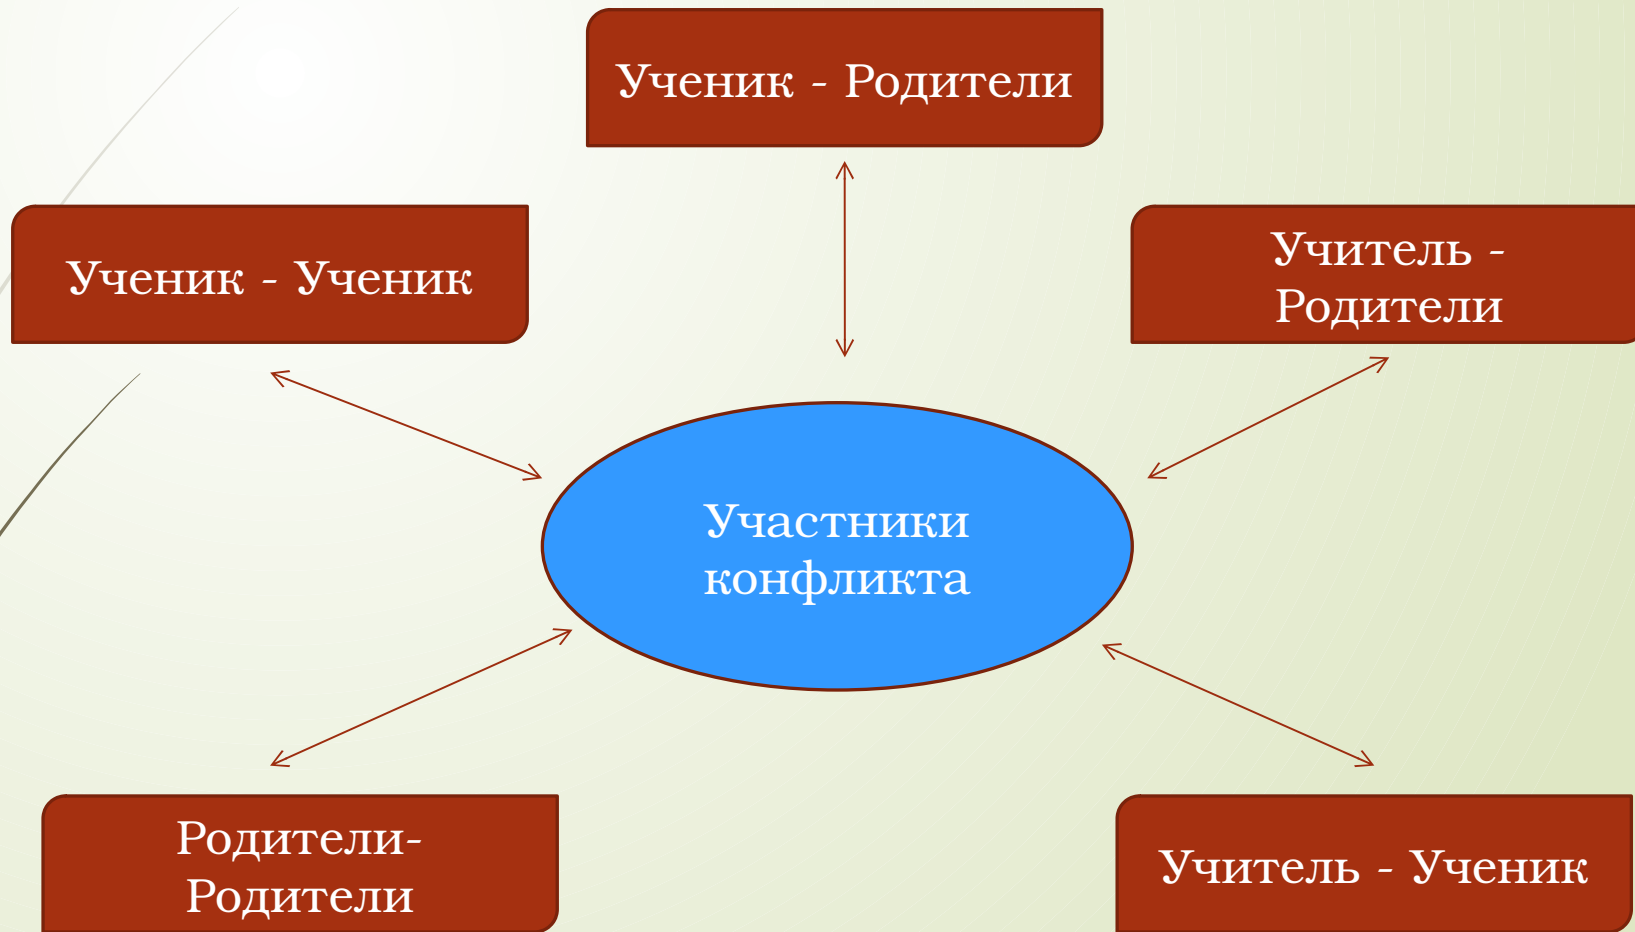 Ученик - Родители
Ученик - Ученик
Учитель -
Родители
Участники
конфликта
Родители-
Родители
Учитель - Ученик